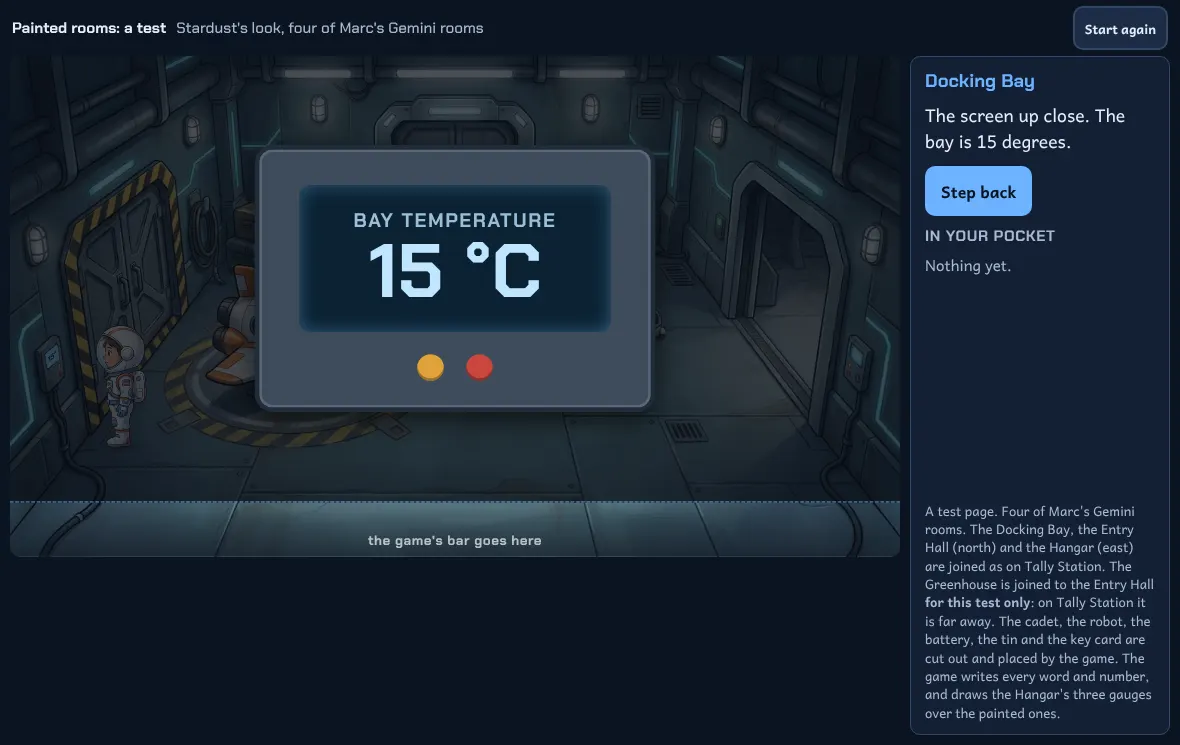 Painted rooms: a test Stardust's look, four of Marc's Gemini rooms
Start again
BAY TEMPERATURE
15 °C
15°
the game's bar goes here
Docking Bay
The screen up close. The
bay is 15 degrees.
Step back
IN YOUR POCKET
Nothing yet.
A test page. Four of Marc's Gemini
rooms. The Docking Bay, the Entry
Hall (north) and the Hangar (east)
are joined as on Tally Station. The
Greenhouse is joined to the Entry Hall
for this test only: on Tally Station it
is far away. The cadet, the robot, the
battery, the tin and the key card are
cut out and placed by the game. The
game writes every word and number,
and draws the Hangar's three gauges
over the painted ones.